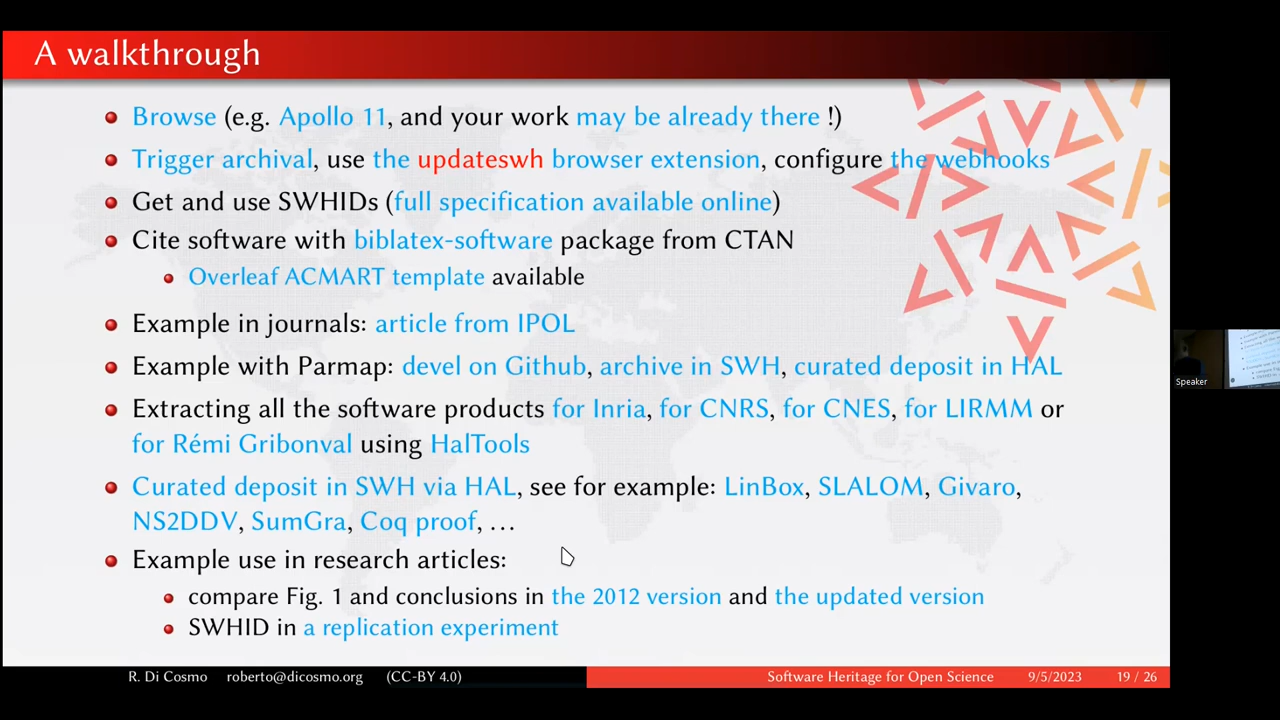 A walkthrough
Browse (e.g. Apollo 11, and your work may be already there !)
Trigger archival, use the updateswh browser extension, configure the webhooks
Get and use SWHIDs (full specification available online)
Cite software with biblatex-software package from CTAN
Overleaf ACMART template available
Example in journals: article from IPOL
Example with Parmap: devel on Github, archive in SWH, curated deposit in HAL
Extracting all the software products for Inria, for CNRS, for CNES, for LIRMM or
for Rémi Gribonval using HalTools
Curated deposit in SWH via HAL, see for example: LinBox, SLALOM, Givaro,
NS2DDV, SumGra, Coq proof, …
Example use in research articles:
compare Fig. 1 and conclusions in the 2012 version and the updated version
SWHID in a replication experiment
R. Di Cosmo roberto@dicosmo.org (CC-BY 4.0) Software Heritage for Open Science 9/5/2023 19 / 26
Speaker